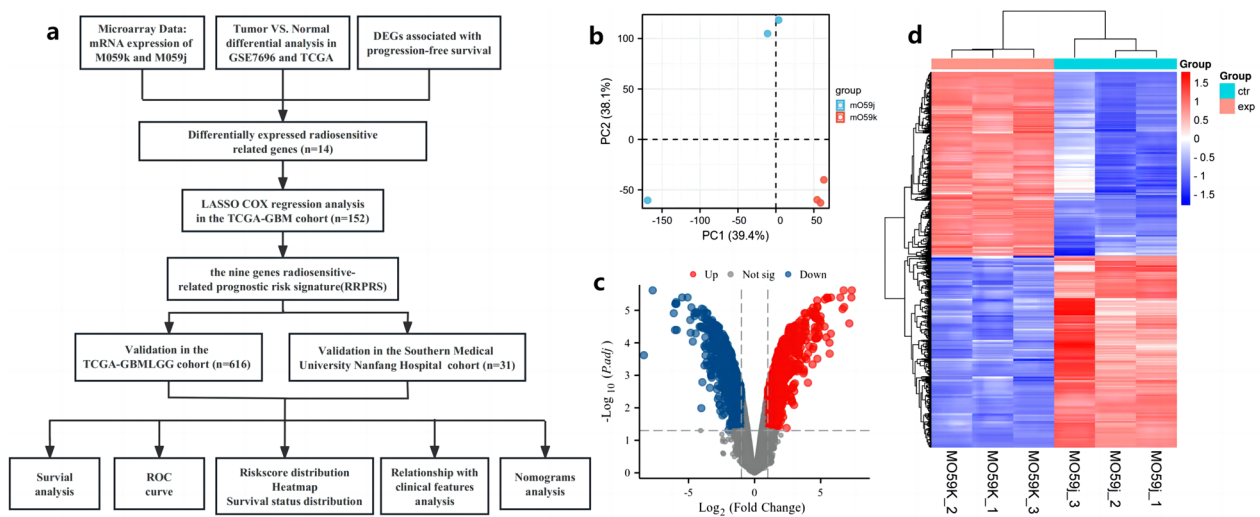 a
Microarray Data:
mRNA expression of
M059k and M059j
Tumor VS. Normal
differential analysis in
GSE7696 and TCGA
DEGs associated with
progression-free survival
Differentially expressed radiosensitive
related genes (n=14)
LASSO COX regression analysis
in the TCGA-GBM cohort (n=152)
the nine genes radiosensitive-
related prognostic risk signature(RRPRS)
Validation in the
TCGA-GBMLGG cohort (n=616)
Validation in the Southern Medical
University Nanfang Hospital cohort (n=31)
Survial
analysis
ROC
curve
Riskscore distribution
Heatmap
Survival status distribution
Relationship with
clinical features
analysis
Nomograms
analysis
b
100
50
0
-50
PC2 (38.1%)
-150
-100
-50
0
50
PC1 (39.4%)
group
mO59j
mO59k
c
Up
Not sig
Down
5
4
3
2
1
0
-Log10 (P.adj)
-5
0
5
Log2 (Fold Change)
d
Group
1.5
1
0.5
0
-0.5
-1
-1.5
Group
ctr
exp
MO59K_2
MO59K_1
MO59K_3
MO59j_3
MO59j_2
MO59j_1